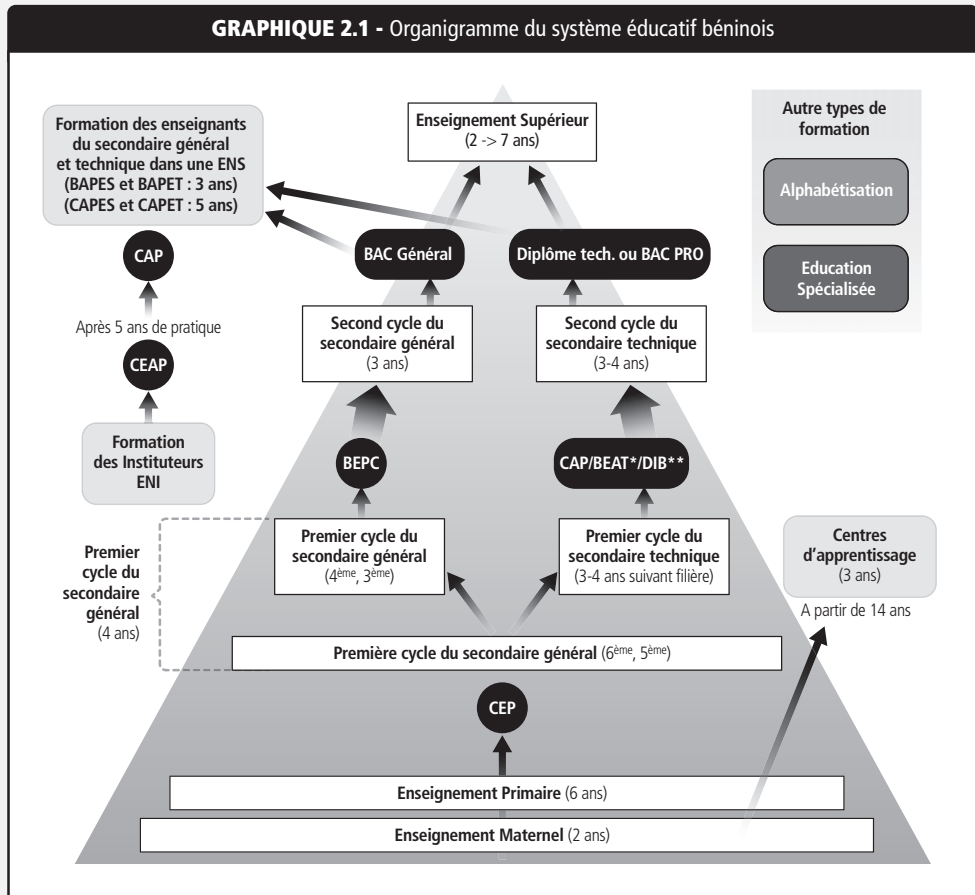 GRAPHIQUE 2.1 - Organigramme du système éducatif béninois
Formation des enseignants
du secondaire général
et technique dans une ENS
(BAPES et BAPET : 3 ans)
(CAPES et CAPET : 5 ans)
Enseignement Supérieur
(2 -> 7 ans)
Autre types de
formation
Alphabétisation
Education
Spécialisée
CAP
BAC Général
Diplôme tech. ou BAC PRO
Après 5 ans de pratique
Second cycle du
secondaire général
(3 ans)
Second cycle du
secondaire technique
(3-4 ans)
CEAP
Formation
des Instituteurs
ENI
BEPC
CAP/BEAT*/DIB**
Premier
cycle du
secondaire
général
(4 ans)
Premier cycle du
secondaire général
(4ème, 3ème)
Premier cycle du
secondaire technique
(3-4 ans suivant filière)
Centres
d'apprentissage
(3 ans)
A partir de 14 ans
Première cycle du secondaire général (6ème, 5ème)
CEP
Enseignement Primaire (6 ans)
Enseignement Maternel (2 ans)